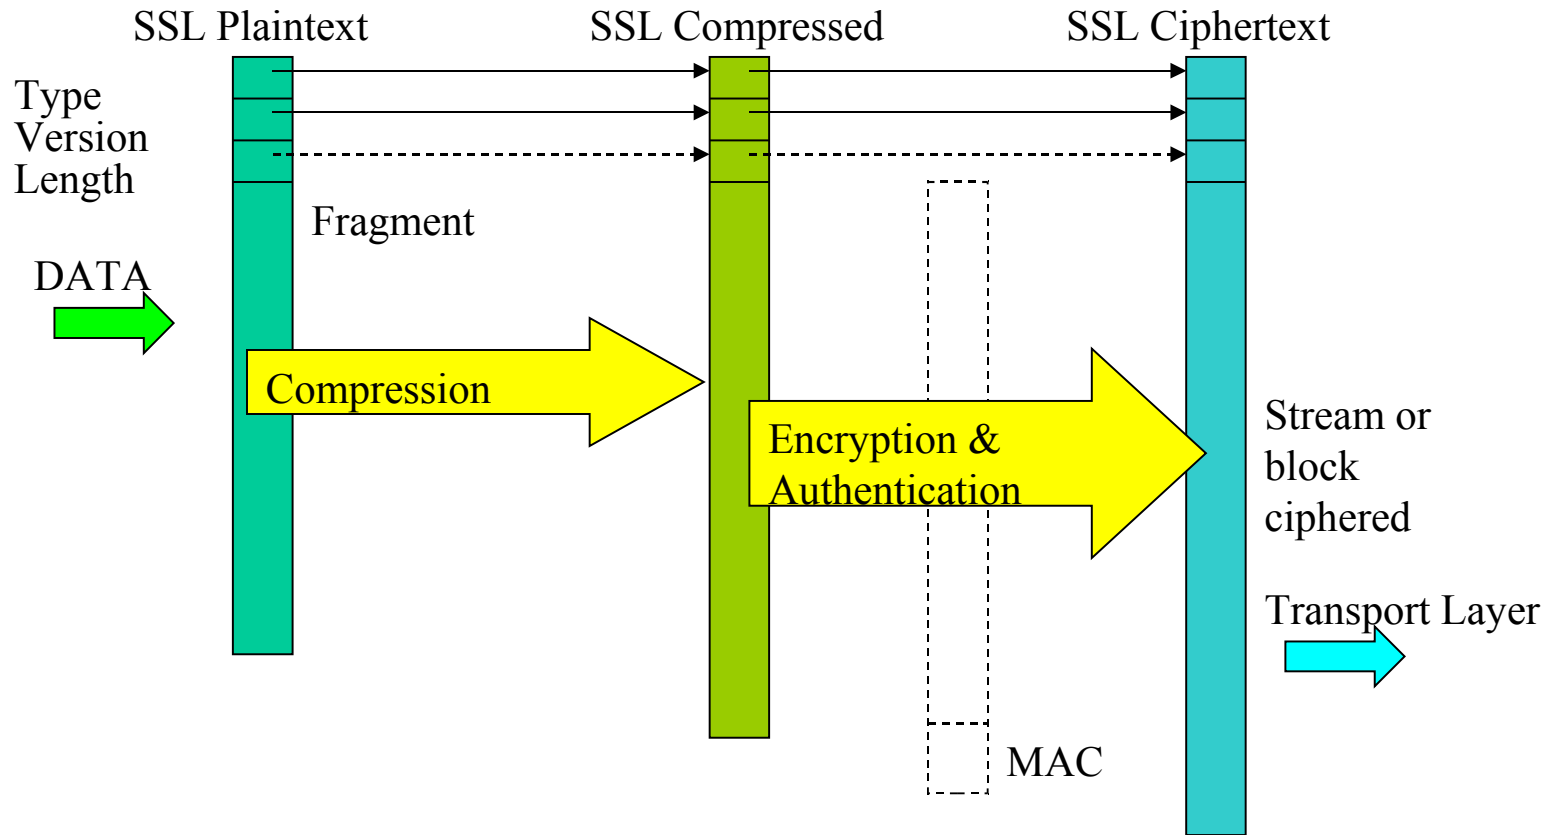 SSL Plaintext
SSL Compressed
SSL Ciphertext
Type
Version
Length
Fragment
DATA
Compression
Encryption &
Authentication
Stream or
block
ciphered
Transport Layer
MAC